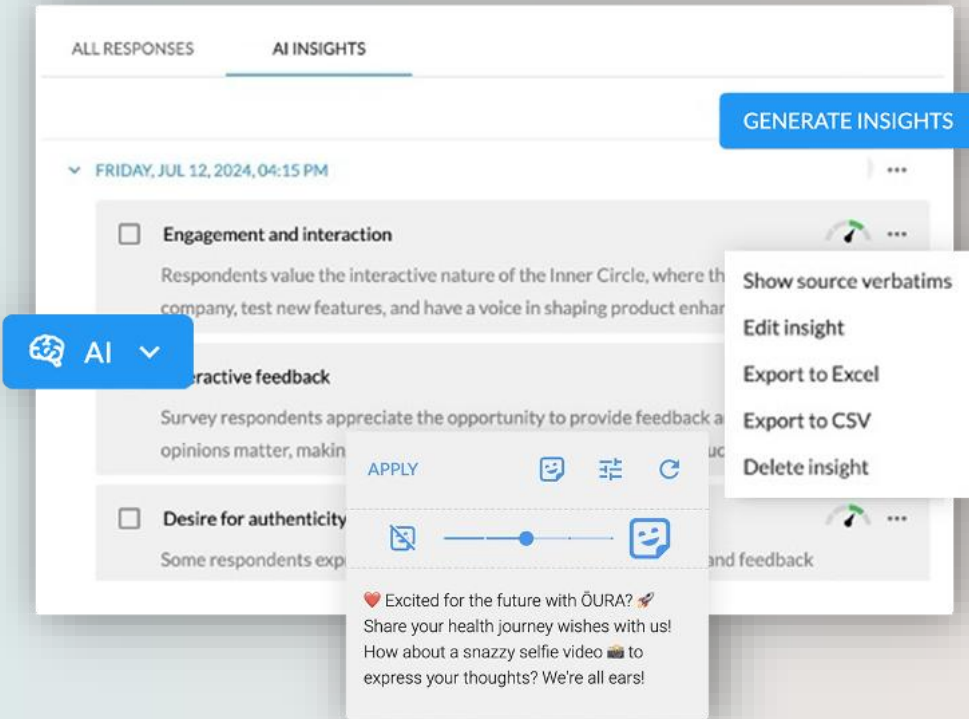 ALL RESPONSES
AI INSIGHTS
GENERATE INSIGHTS
FRIDAY, JUL 12, 2024, 04:15 PM
Engagement and interaction
Respondents value the interactive nature of the Inner Circle, where
company, test new features, and have a voice in shaping product
Show source verbatims
Edit insight
Export to Excel
Export to CSV
Delete insight
AI
feedback
Survey respondents appreciate the opportunity to provide feedback
opinions matter,
Desire for authenticity
Some respondents
and feedback
APPLY
❤️ Excited for the future with ŌURA? 🚀
Share your health journey wishes with us!
How about a snazzy selfie video 📸 to
express your thoughts? We're all ears!